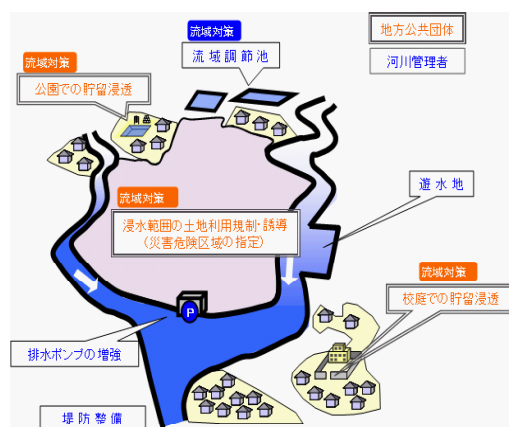 流域対策
流域調節池
地方公共団体
河川管理者
流域対策
公園での貯留浸透
遊水地
流域対策
浸水範囲の土地利用規制・誘導
(災害危険区域の指定)
流域対策
校庭での貯留浸透
P
排水ポンプの増強
堤防整備